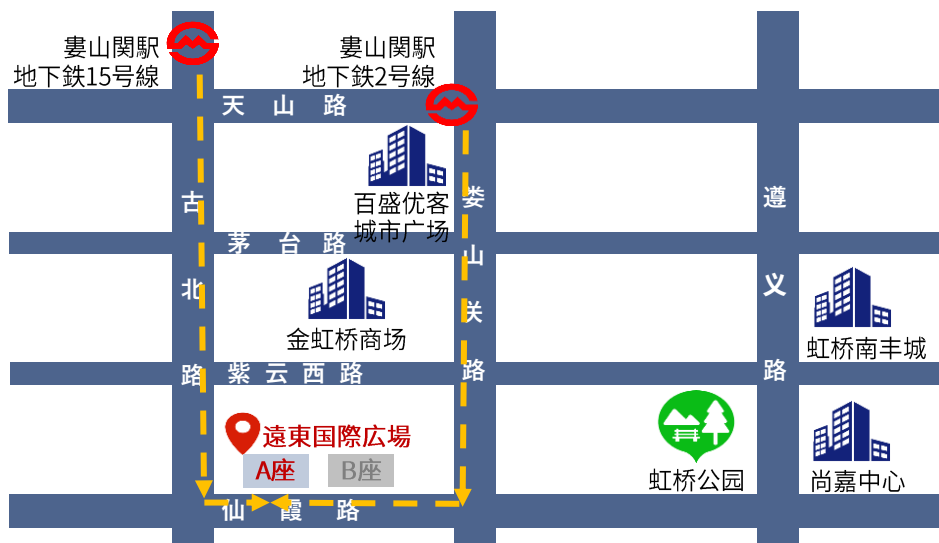 婁山関駅
地下鉄15号線
婁山関駅
地下鉄2号線
天山路
百盛优客
城市广场
古北路
娄山关路
遵义路
茅台路
金虹桥商场
虹桥南丰城
紫云西路
遠東国際広場
A座
B座
虹桥公园
尚嘉中心
仙霞路